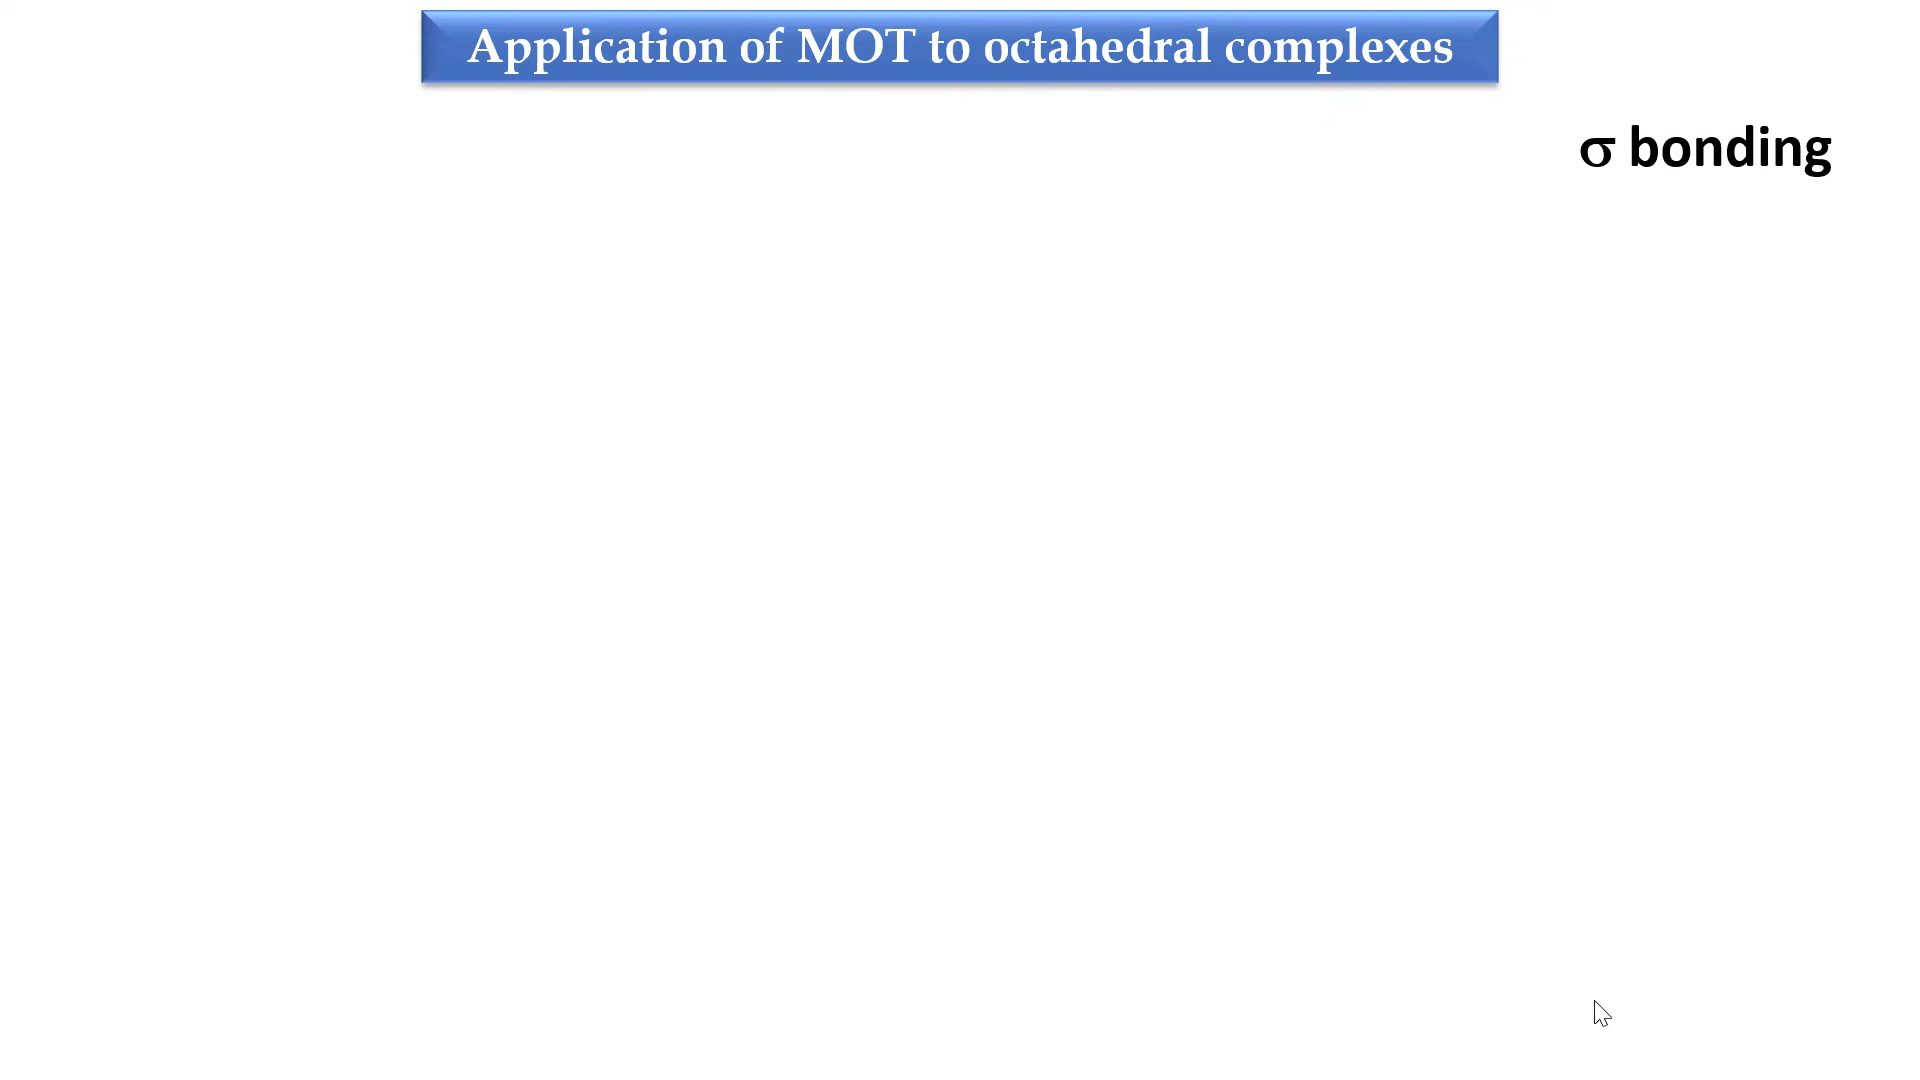 Application of MOT to octahedral complexes
σ bonding